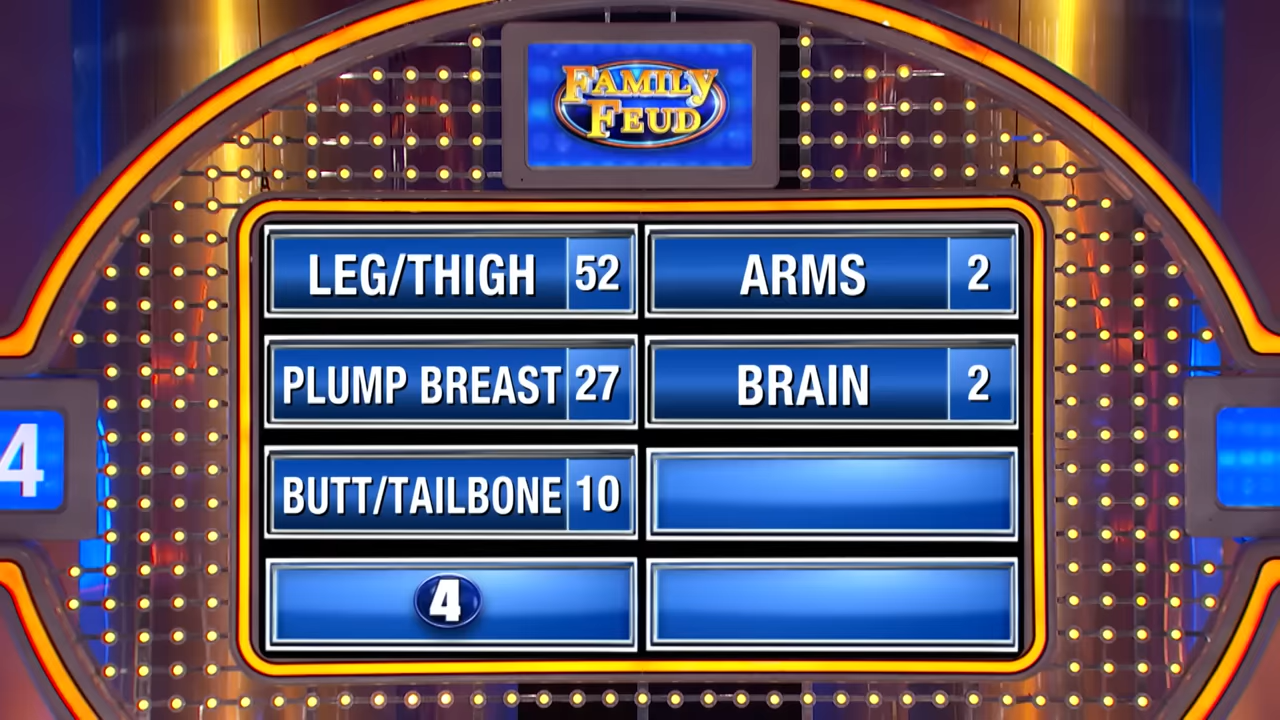 FAMILY
FEUD
LEG/THIGH 52
ARMS 2
PLUMP BREAST 27
BRAIN 2
4
BUTT/TAILBONE 10
4